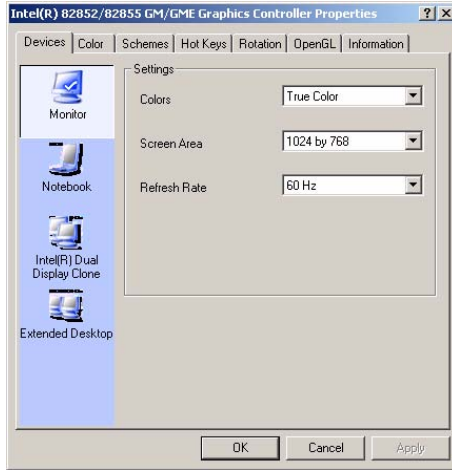 Intel(R) 82852/82855 GM/GME Graphics Controller Properties
Devices Color Schemes Hot Keys Rotation OpenGL Information
Settings
Monitor
Colors True Color
Screen Area 1024 by 768
Notebook
Refresh Rate 60 Hz
Intel(R) Dual
Display Clone
Extended Desktop
OK Cancel Apply